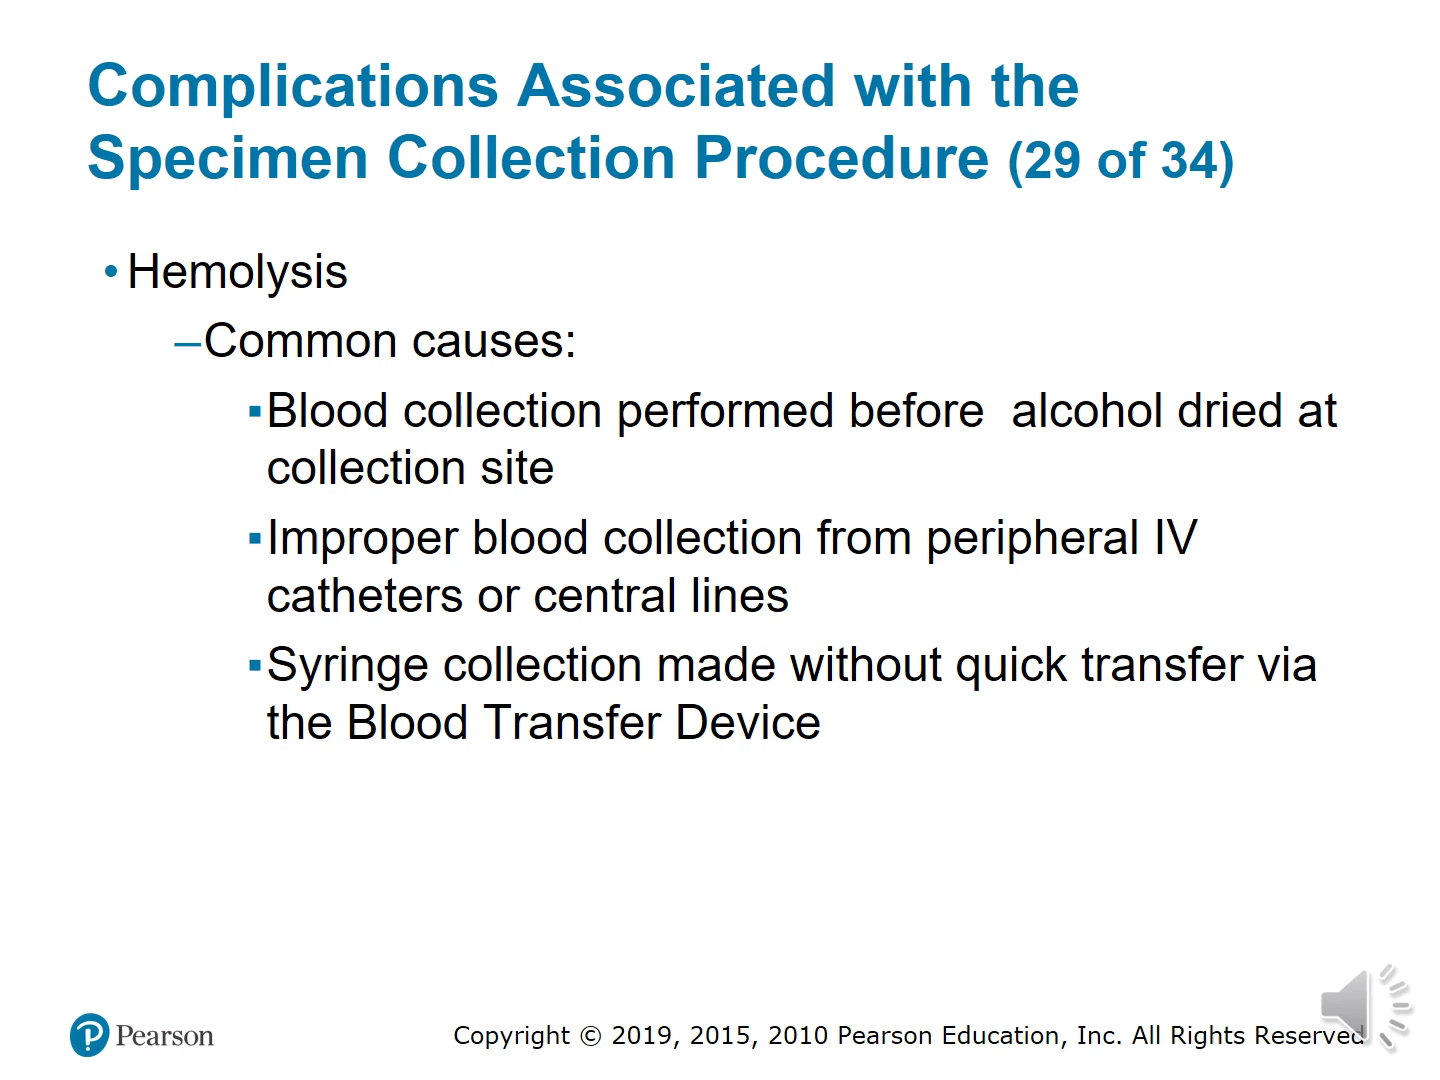 Complications Associated with the
Specimen Collection Procedure (29 of 34)
• Hemolysis
–Common causes:
▪Blood collection performed before  alcohol dried at
collection site
▪Improper blood collection from peripheral IV
catheters or central lines
▪Syringe collection made without quick transfer via
the Blood Transfer Device
Pearson
Copyright © 2019, 2015, 2010 Pearson Education, Inc. All Rights Reserved